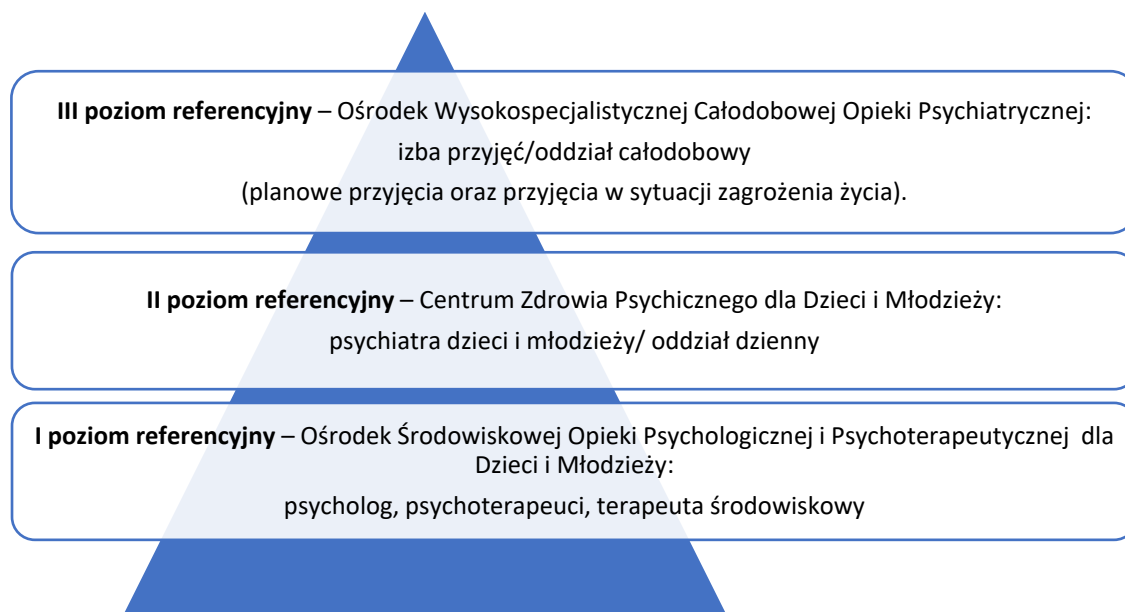 III poziom referencyjny – Ośrodek Wysokospecjalistycznej Całodobowej Opieki Psychiatrycznej:
izba przyjęć/oddział całodobowy
(planowe przyjęcia oraz przyjęcia w sytuacji zagrożenia życia).
II poziom referencyjny – Centrum Zdrowia Psychicznego dla Dzieci i Młodzieży:
psychiatra dzieci i młodzieży/ oddział dzienny
I poziom referencyjny – Ośrodek Środowiskowej Opieki Psychologicznej i Psychoterapeutycznej  dla
Dzieci i Młodzieży:
psycholog, psychoterapeuci, terapeuta środowiskowy